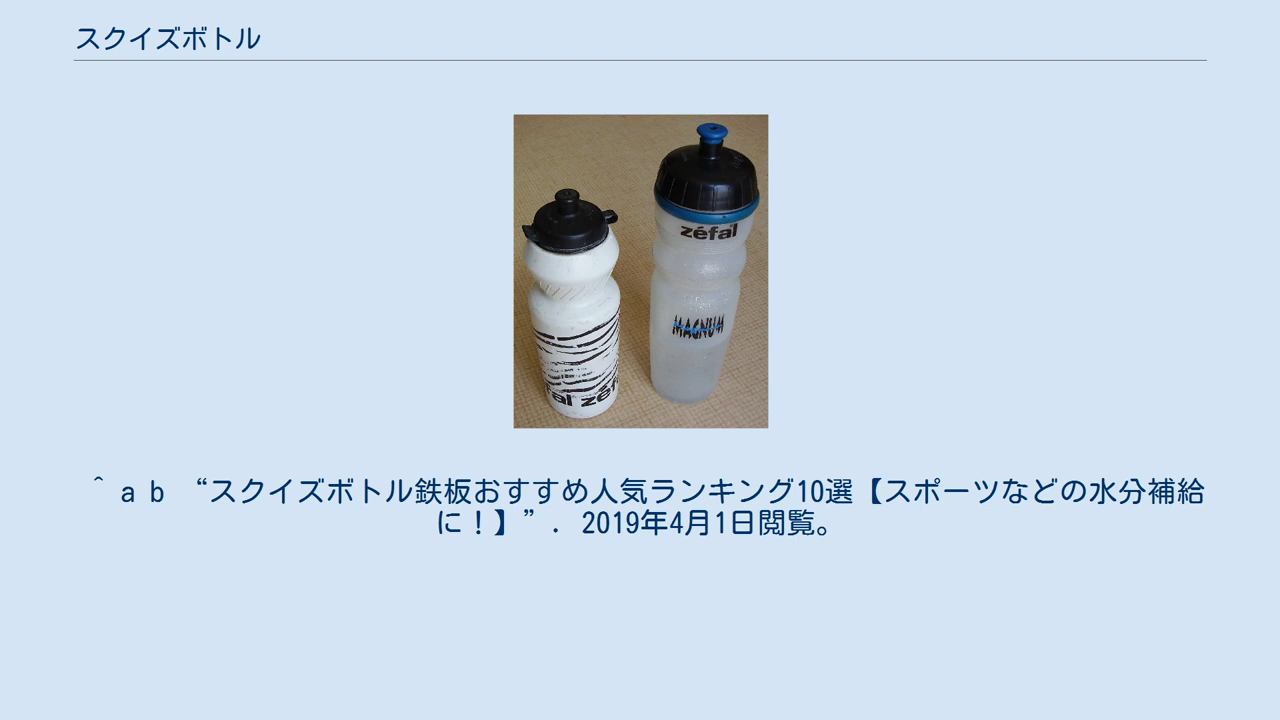 スクイズボトル
zéfal
MAGNUM
al zéf
^ a b “スクイズボトル鉄板おすすめ人気ランキング10選【スポーツなどの水分補給
に！】”. 2019年4月1日閲覧。